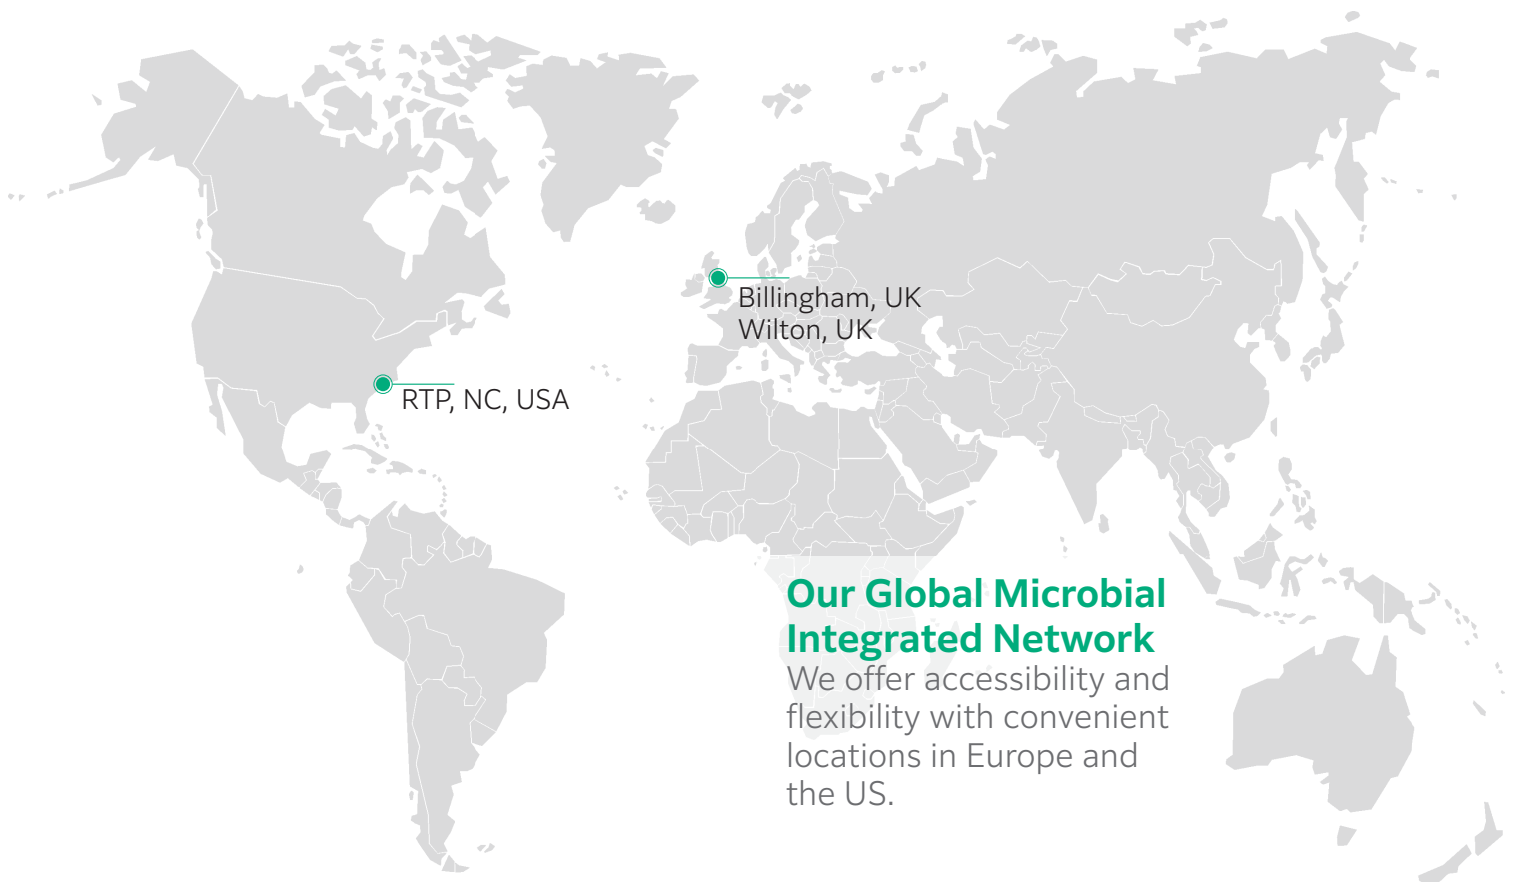 Billingham, UK
Wilton, UK
RTP, NC, USA
Our Global Microbial
Integrated Network
We offer accessibility and
flexibility with convenient
locations in Europe and
the US.